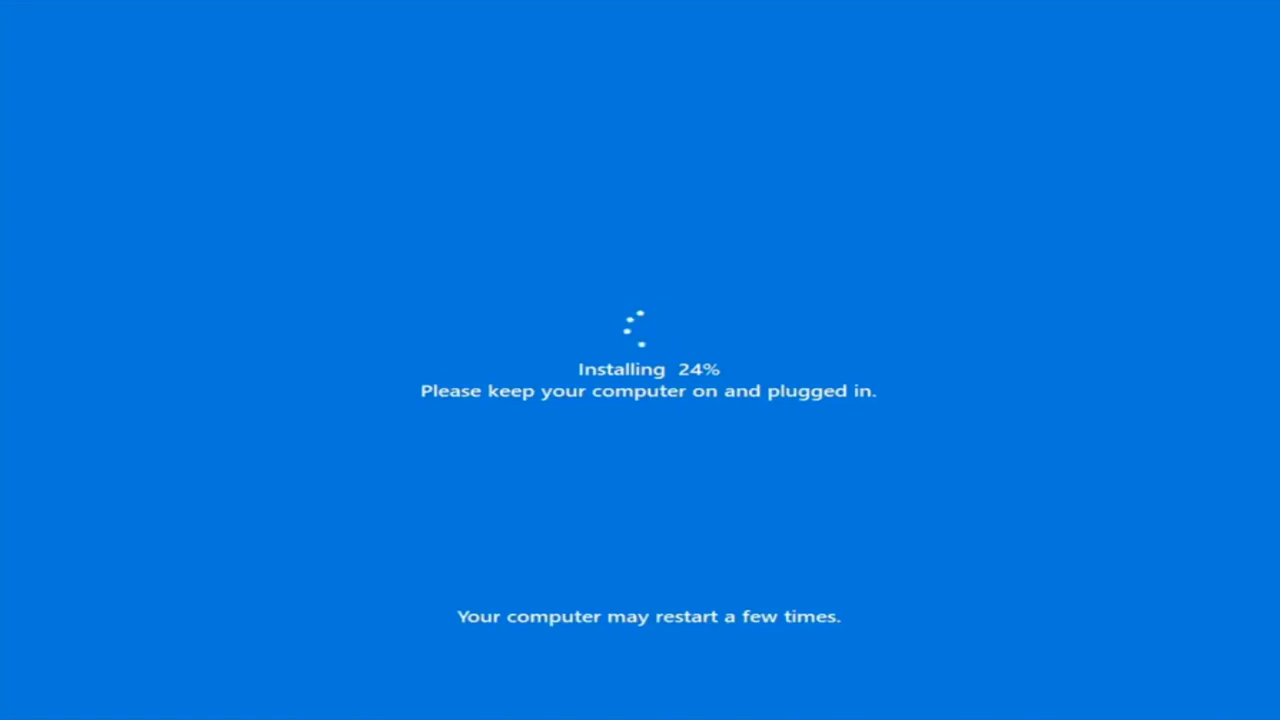 Installing  24%
Please keep your computer on and plugged in.
Your computer may restart a few times.